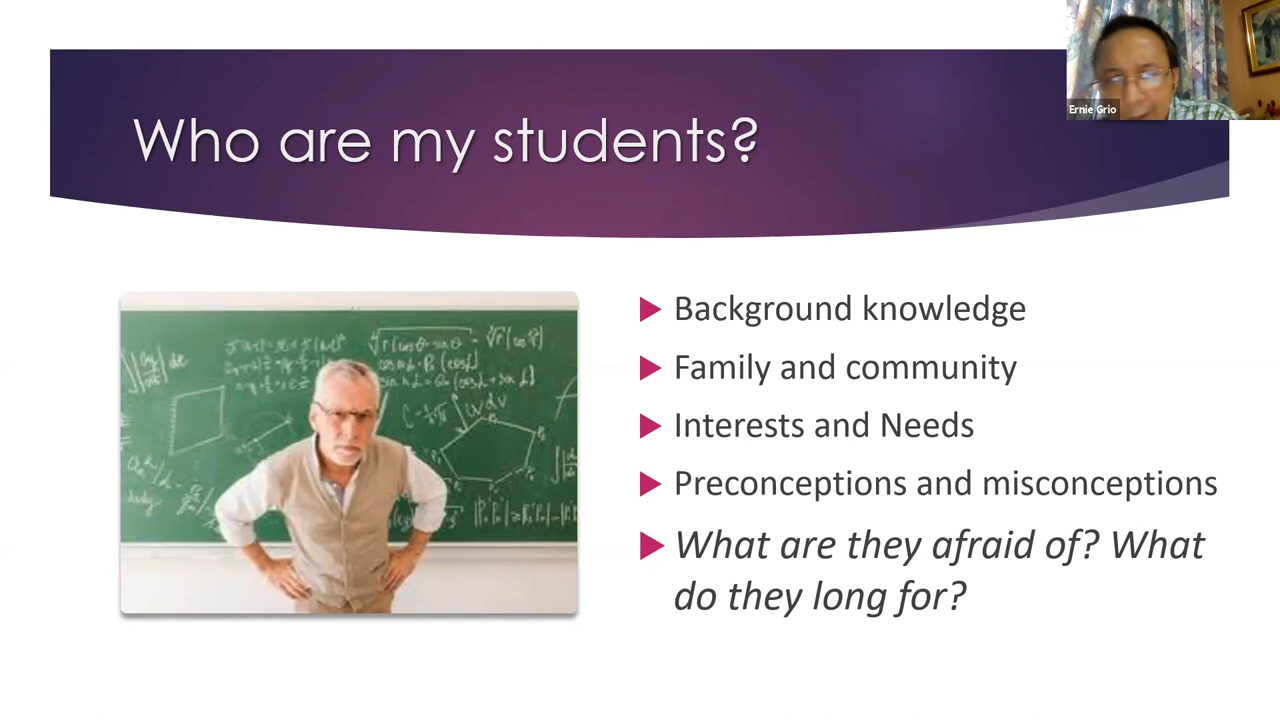 Who are my students?
Ernie Grio
Background knowledge
Family and community
Interests and Needs
Preconceptions and misconceptions
What are they afraid of? What
do they long for?